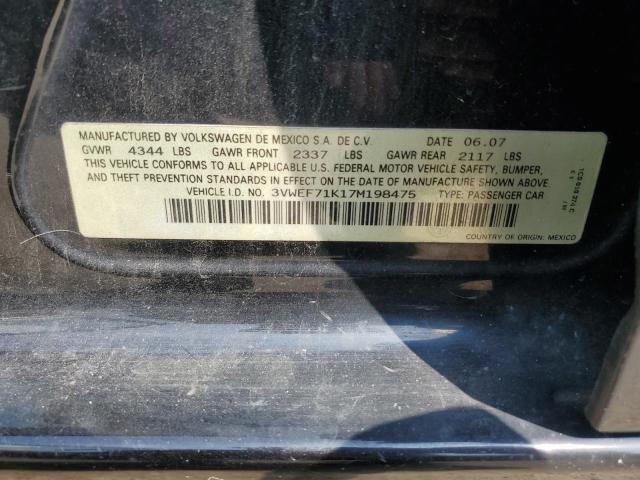 MANUFACTURED BY VOLKSWAGEN DE MEXICO S.A. DE C.V. DATE 06.07
GVWR 4344 LBS GAWR FRONT 2337 LBS GAWR REAR 2117 LBS
THIS VEHICLE CONFORMS TO ALL APPLICABLE U.S. FEDERAL MOTOR VEHICLE SAFETY, BUMPER,
AND THEFT PREVENTION STANDARDS IN EFFECT ON THE DATE OF MANUFACTURE SHOWN ABOVE.
VEHICLE I.D. NO. 3VWEF71K17M198475 TYPE: PASSENGER CAR
COUNTRY OF ORIGIN: MEXICO